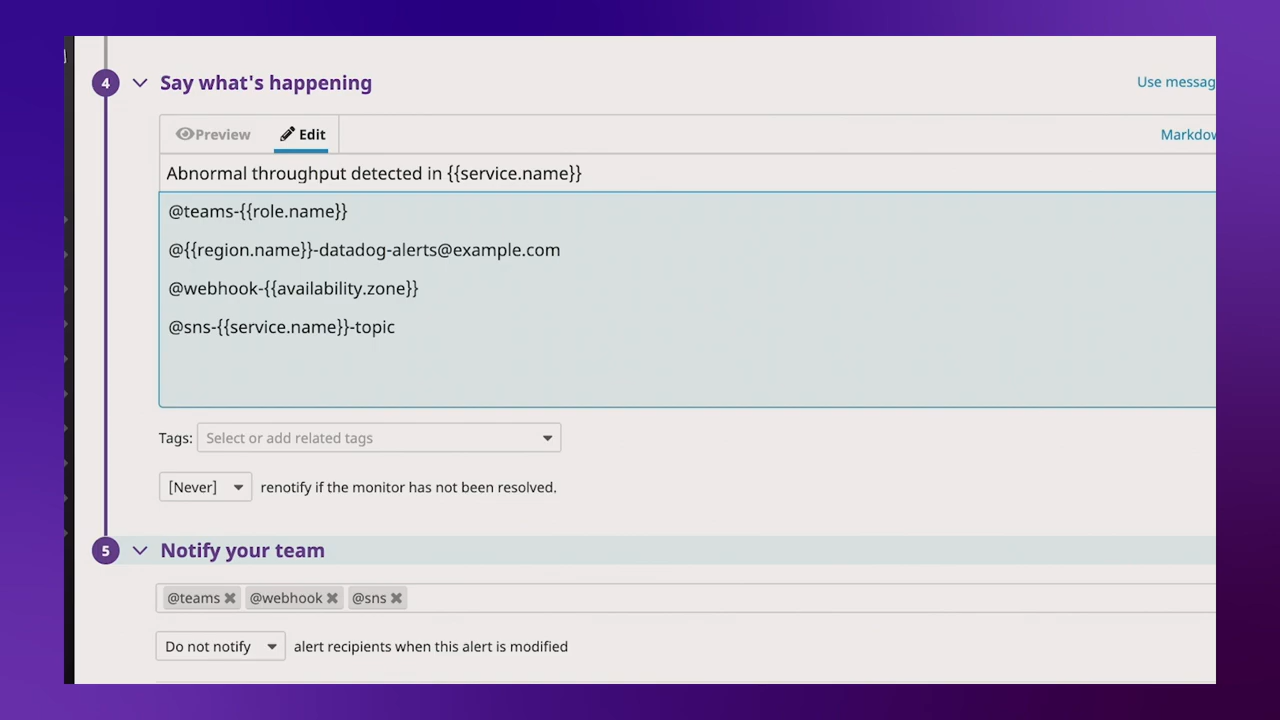 4 Say what's happening Use messag
Preview Edit Markdow
Abnormal throughput detected in {{service.name}}
@teams-{{role.name}}
@{{region.name}}-datadog-alerts@example.com
@webhook-{{availability.zone}}
@sns-{{service.name}}-topic
Tags: Select or add related tags
[Never] renotify if the monitor has not been resolved.
5 Notify your team
@teams @webhook @sns
Do not notify alert recipients when this alert is modified